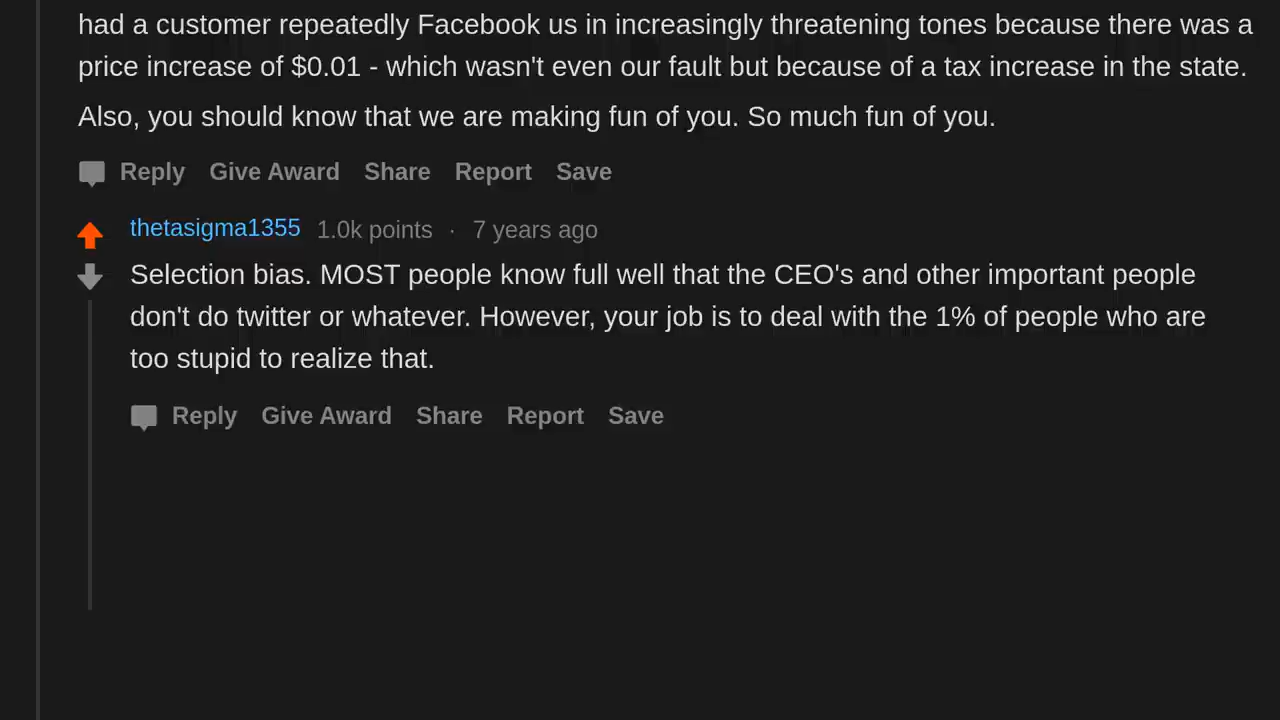 had a customer repeatedly Facebook us in increasingly threatening tones because there was a
price increase of $0.01 - which wasn't even our fault but because of a tax increase in the state.
Also, you should know that we are making fun of you. So much fun of you.
Reply Give Award Share Report Save
thetasigma1355 1.0k points · 7 years ago
Selection bias. MOST people know full well that the CEO's and other important people
don't do twitter or whatever. However, your job is to deal with the 1% of people who are
too stupid to realize that.
Reply Give Award Share Report Save